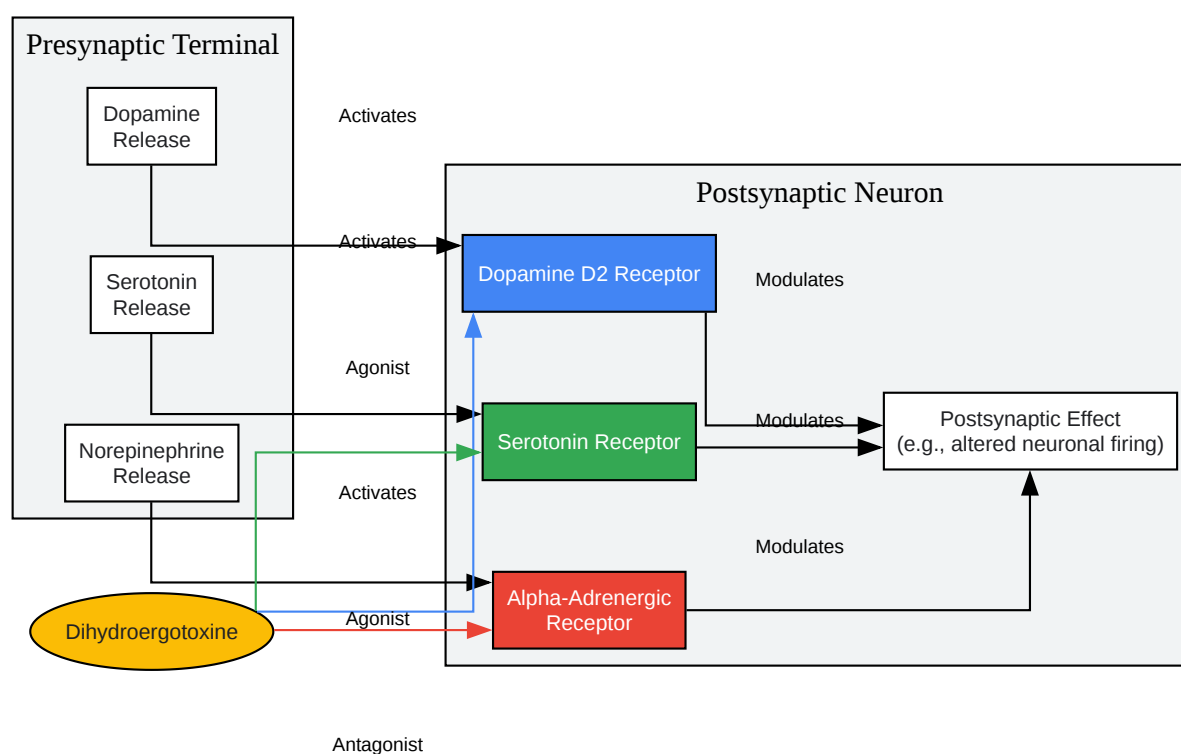 Presynaptic Terminal
Dopamine
Release
Activates
Postsynaptic Neuron
Activates
Dopamine D2 Receptor
Modulates
Serotonin
Release
Agonist
Serotonin Receptor
Modulates
Postsynaptic Effect
(e.g., altered neuronal firing)
Norepinephrine
Release
Activates
Modulates
Alpha-Adrenergic
Receptor
Dihydroergotoxine
Agonist
Antagonist